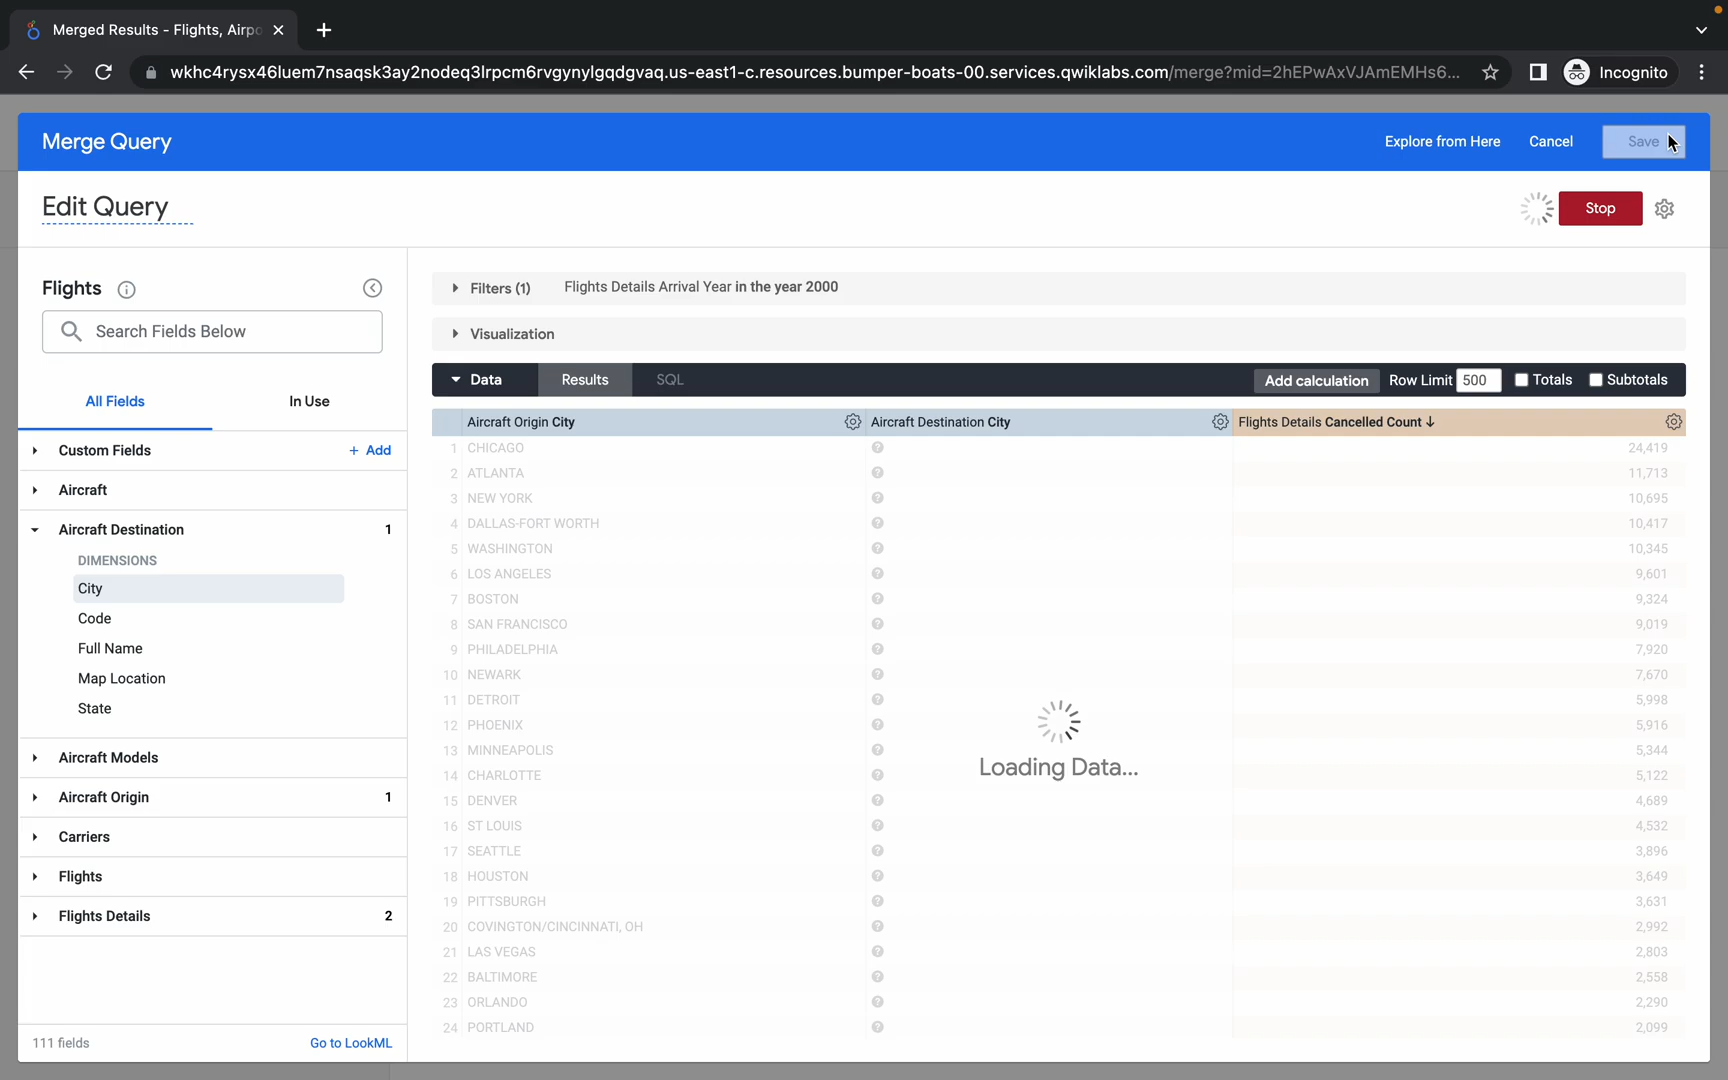 Merged Results - Flights, Airpo
wkhc4rysx46luem7nsaqsk3ay2nodeq3lrpcm6rvgynylgqdgvaq.us-east1-c.resources.bumper-boats-00.services.qwiklabs.com/merge?mid=2hEPwAxVJAmEMHs6...
Incognito
Merge Query
Explore from Here
Cancel
Save
Edit Query
Stop
Flights
Search Fields Below
All Fields
In Use
Custom Fields
+ Add
Aircraft
Aircraft Destination 1
DIMENSIONS
City
Code
Full Name
Map Location
State
Aircraft Models
Aircraft Origin 1
Carriers
Flights
Flights Details 2
111 fields
Go to LookML
Filters (1) Flights Details Arrival Year in the year 2000
Visualization
Data Results SQL Add calculation Row Limit 500 Totals Subtotals
Aircraft Origin City Aircraft Destination City Flights Details Cancelled Count ↓
1 CHICAGO 24,419
2 ATLANTA 11,713
3 NEW YORK 10,695
4 DALLAS-FORT WORTH 10,417
5 WASHINGTON 10,345
6 LOS ANGELES 9,601
7 BOSTON 9,324
8 SAN FRANCISCO 9,019
9 PHILADELPHIA 7,920
10 NEWARK 7,670
11 DETROIT 5,998
12 PHOENIX 5,916
13 MINNEAPOLIS 5,344
Loading Data...
14 CHARLOTTE 5,122
15 DENVER 4,689
16 ST LOUIS 4,532
17 SEATTLE 3,896
18 HOUSTON 3,649
19 PITTSBURGH 3,631
20 COVINGTON/CINCINNATI, OH 2,992
21 LAS VEGAS 2,803
22 BALTIMORE 2,558
23 ORLANDO 2,290
24 PORTLAND 2,099